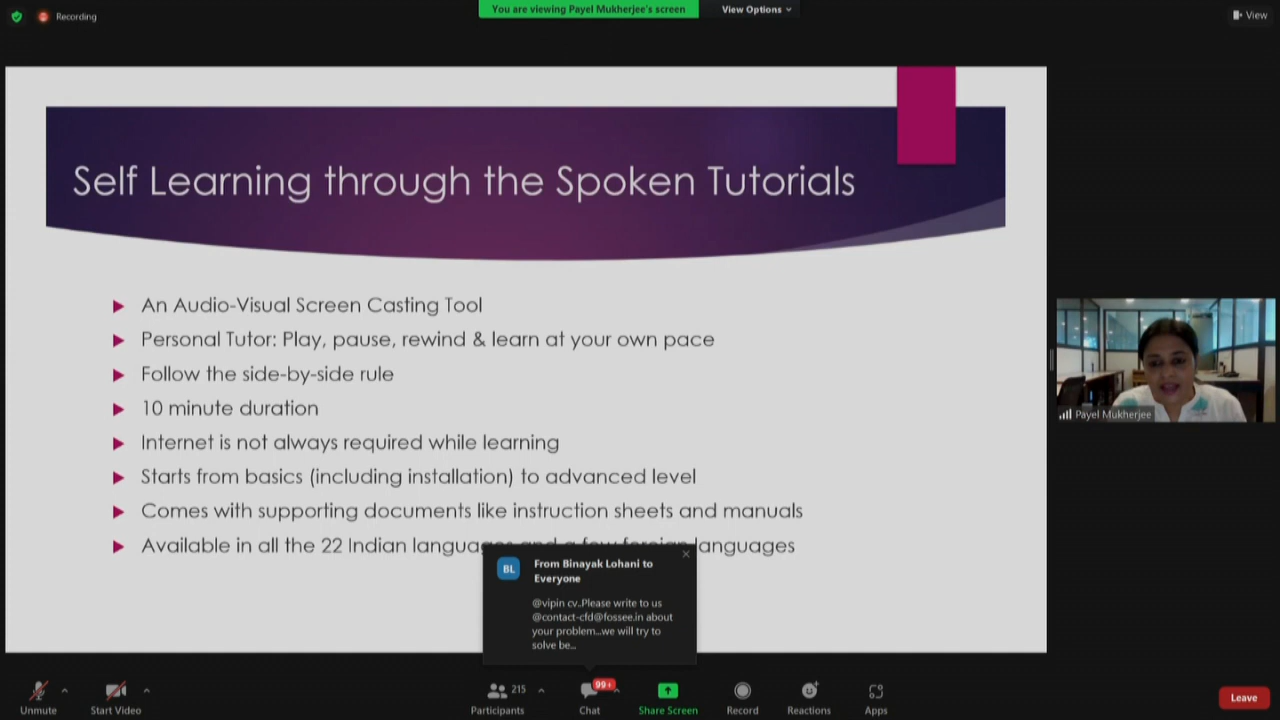 Recording
You are viewing Payel Mukherjee's screen
View Options
View
Self Learning through the Spoken Tutorials
An Audio-Visual Screen Casting Tool
Personal Tutor: Play, pause, rewind & learn at your own pace
Follow the side-by-side rule
10 minute duration
Internet is not always required while learning
Starts from basics (including installation) to advanced level
Comes with supporting documents like instruction sheets and manuals
Available in all the 22 Indian languages and a few foreign languages
Payel Mukherjee
BL
From Binayak Lohani to
Everyone
@vipin cv..Please write to us
@contact-cfd@fossee.in about
your problem...we will try to
solve be...
Unmute
Start Video
215
Participants
99+
Chat
Share Screen
Record
Reactions
Apps
Leave